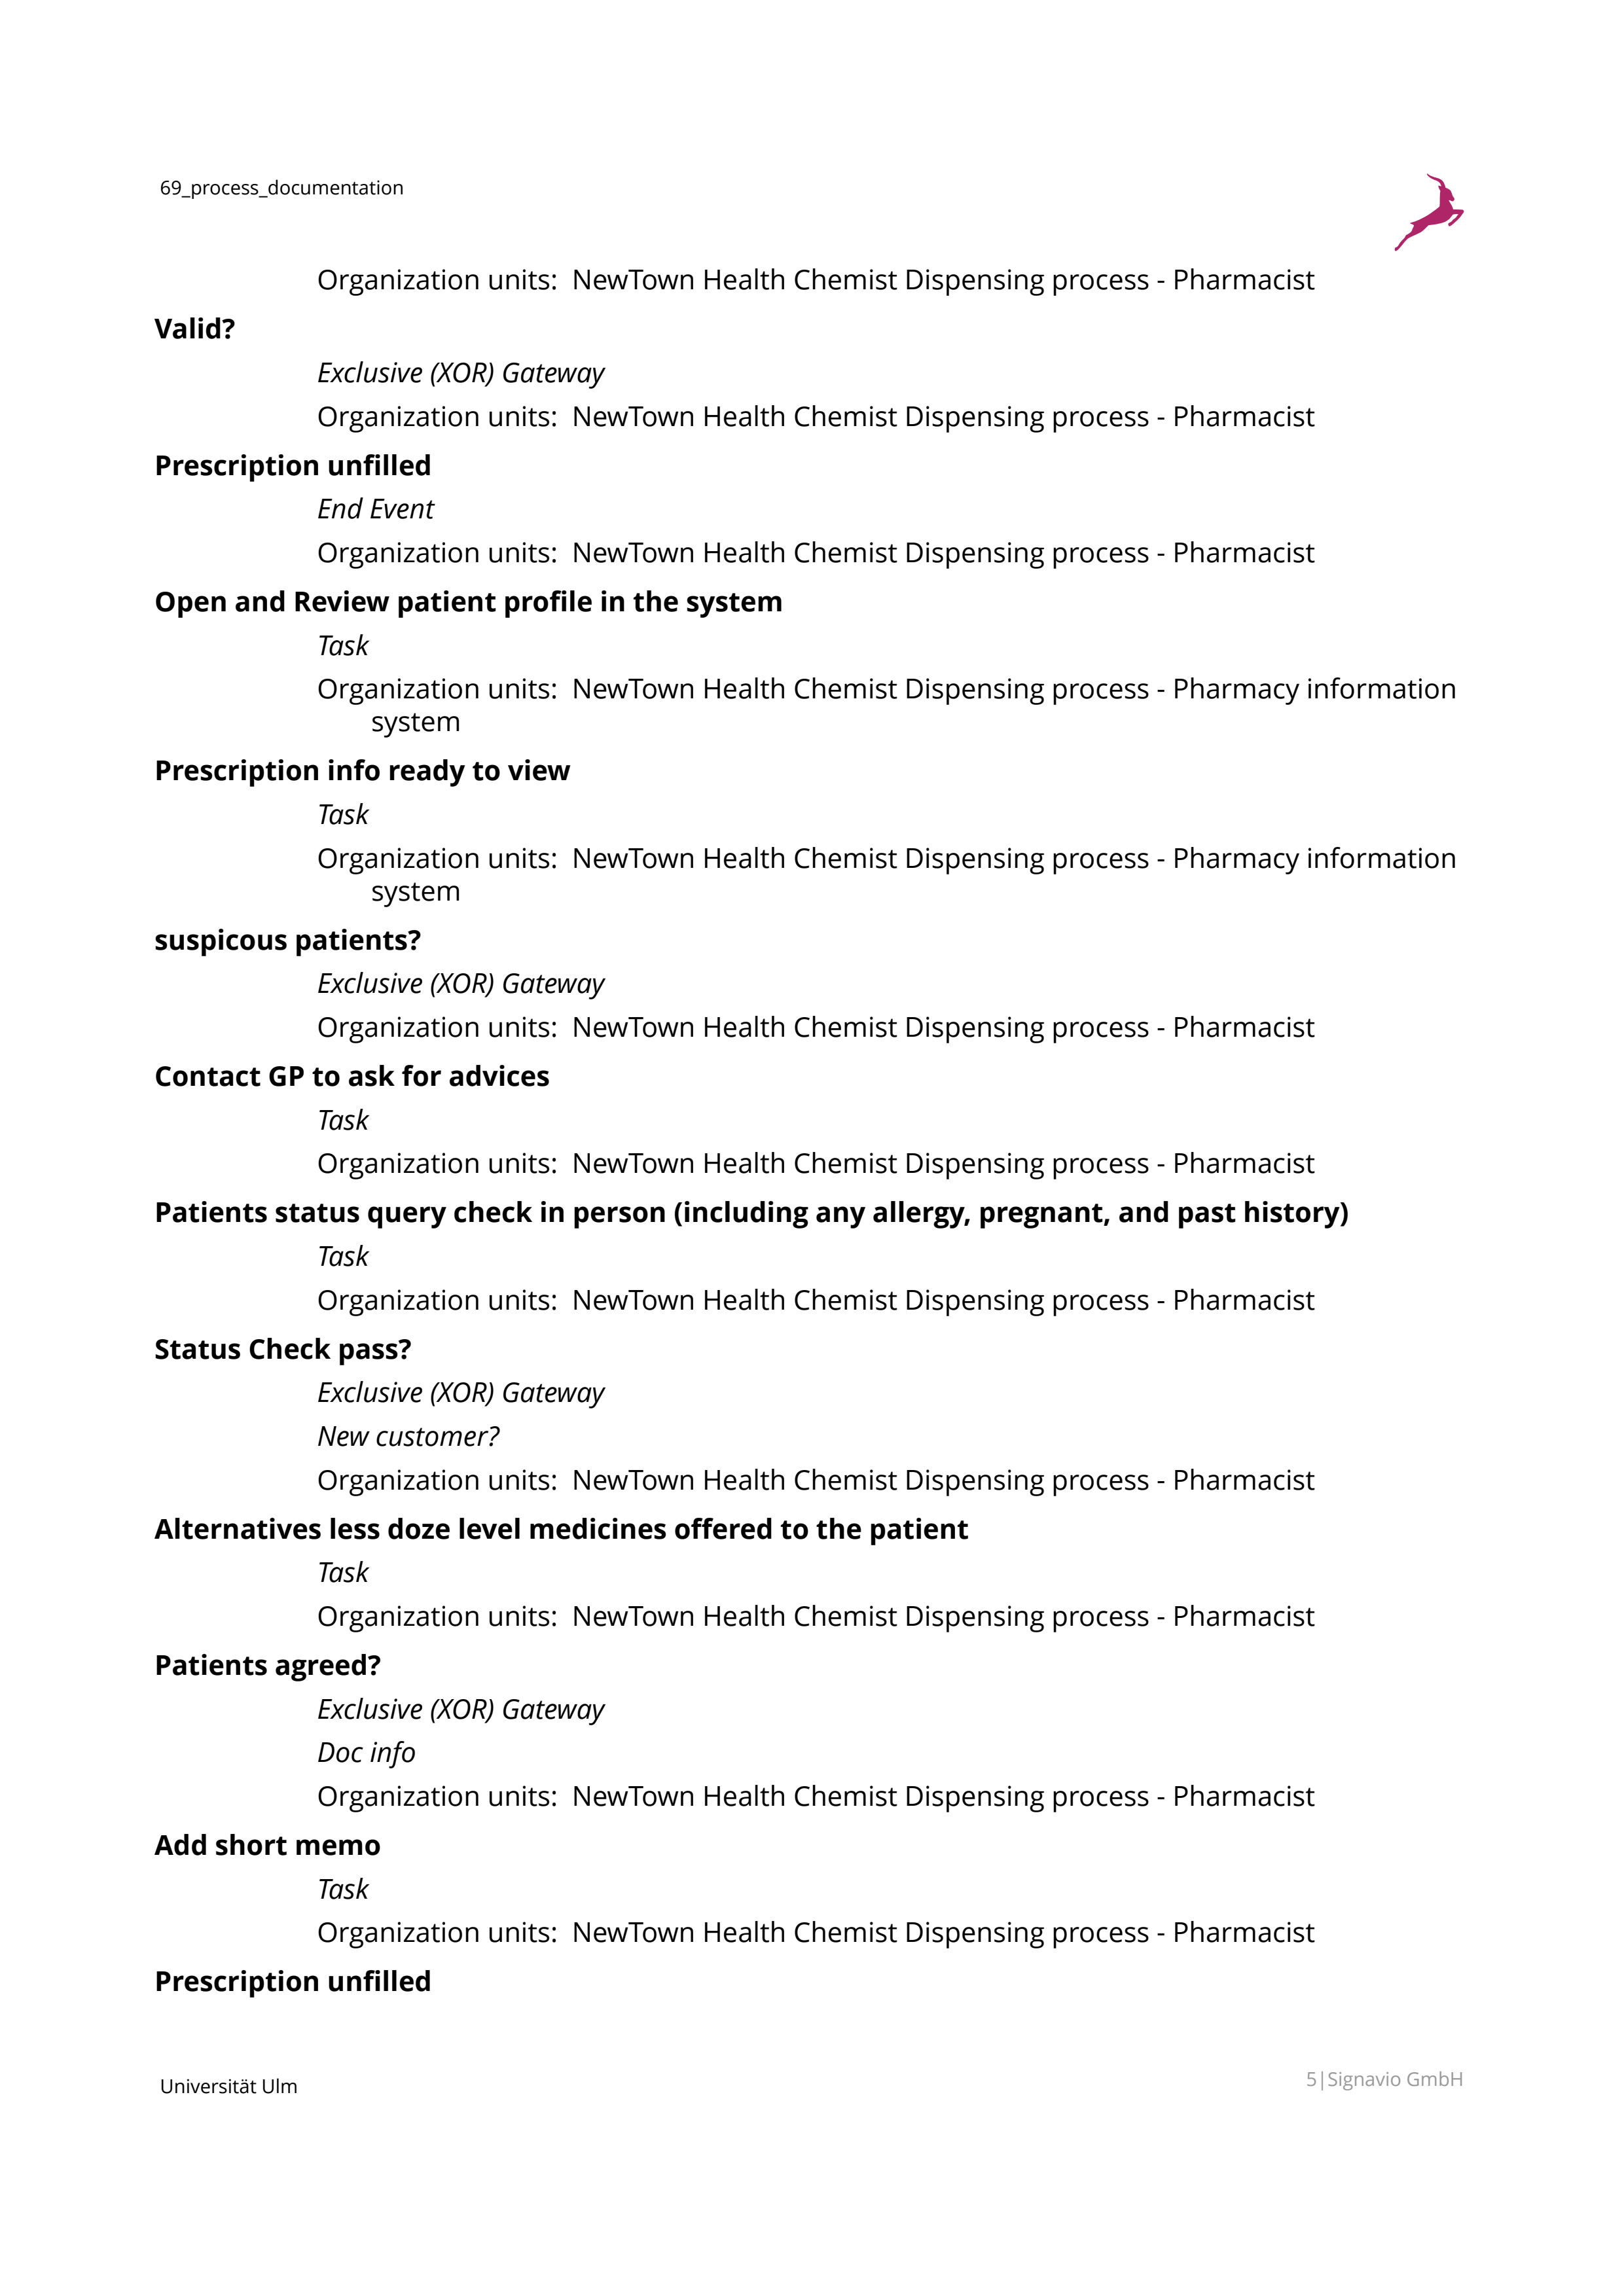 69_process_documentation
Organization units:  NewTown Health Chemist Dispensing process - Pharmacist
Valid?
Exclusive (XOR) Gateway
Organization units:  NewTown Health Chemist Dispensing process - Pharmacist
Prescription unfilled
End Event
Organization units:  NewTown Health Chemist Dispensing process - Pharmacist
Open and Review patient profile in the system
Task
Organization units:  NewTown Health Chemist Dispensing process - Pharmacy information
system
Prescription info ready to view
Task
Organization units:  NewTown Health Chemist Dispensing process - Pharmacy information
system
suspicous patients?
Exclusive (XOR) Gateway
Organization units:  NewTown Health Chemist Dispensing process - Pharmacist
Contact GP to ask for advices
Task
Organization units:  NewTown Health Chemist Dispensing process - Pharmacist
Patients status query check in person (including any allergy, pregnant, and past history)
Task
Organization units:  NewTown Health Chemist Dispensing process - Pharmacist
Status Check pass?
Exclusive (XOR) Gateway
New customer?
Organization units:  NewTown Health Chemist Dispensing process - Pharmacist
Alternatives less doze level medicines offered to the patient
Task
Organization units:  NewTown Health Chemist Dispensing process - Pharmacist
Patients agreed?
Exclusive (XOR) Gateway
Doc info
Organization units:  NewTown Health Chemist Dispensing process - Pharmacist
Add short memo
Task
Organization units:  NewTown Health Chemist Dispensing process - Pharmacist
Prescription unfilled
Universität Ulm
5|Signavio GmbH